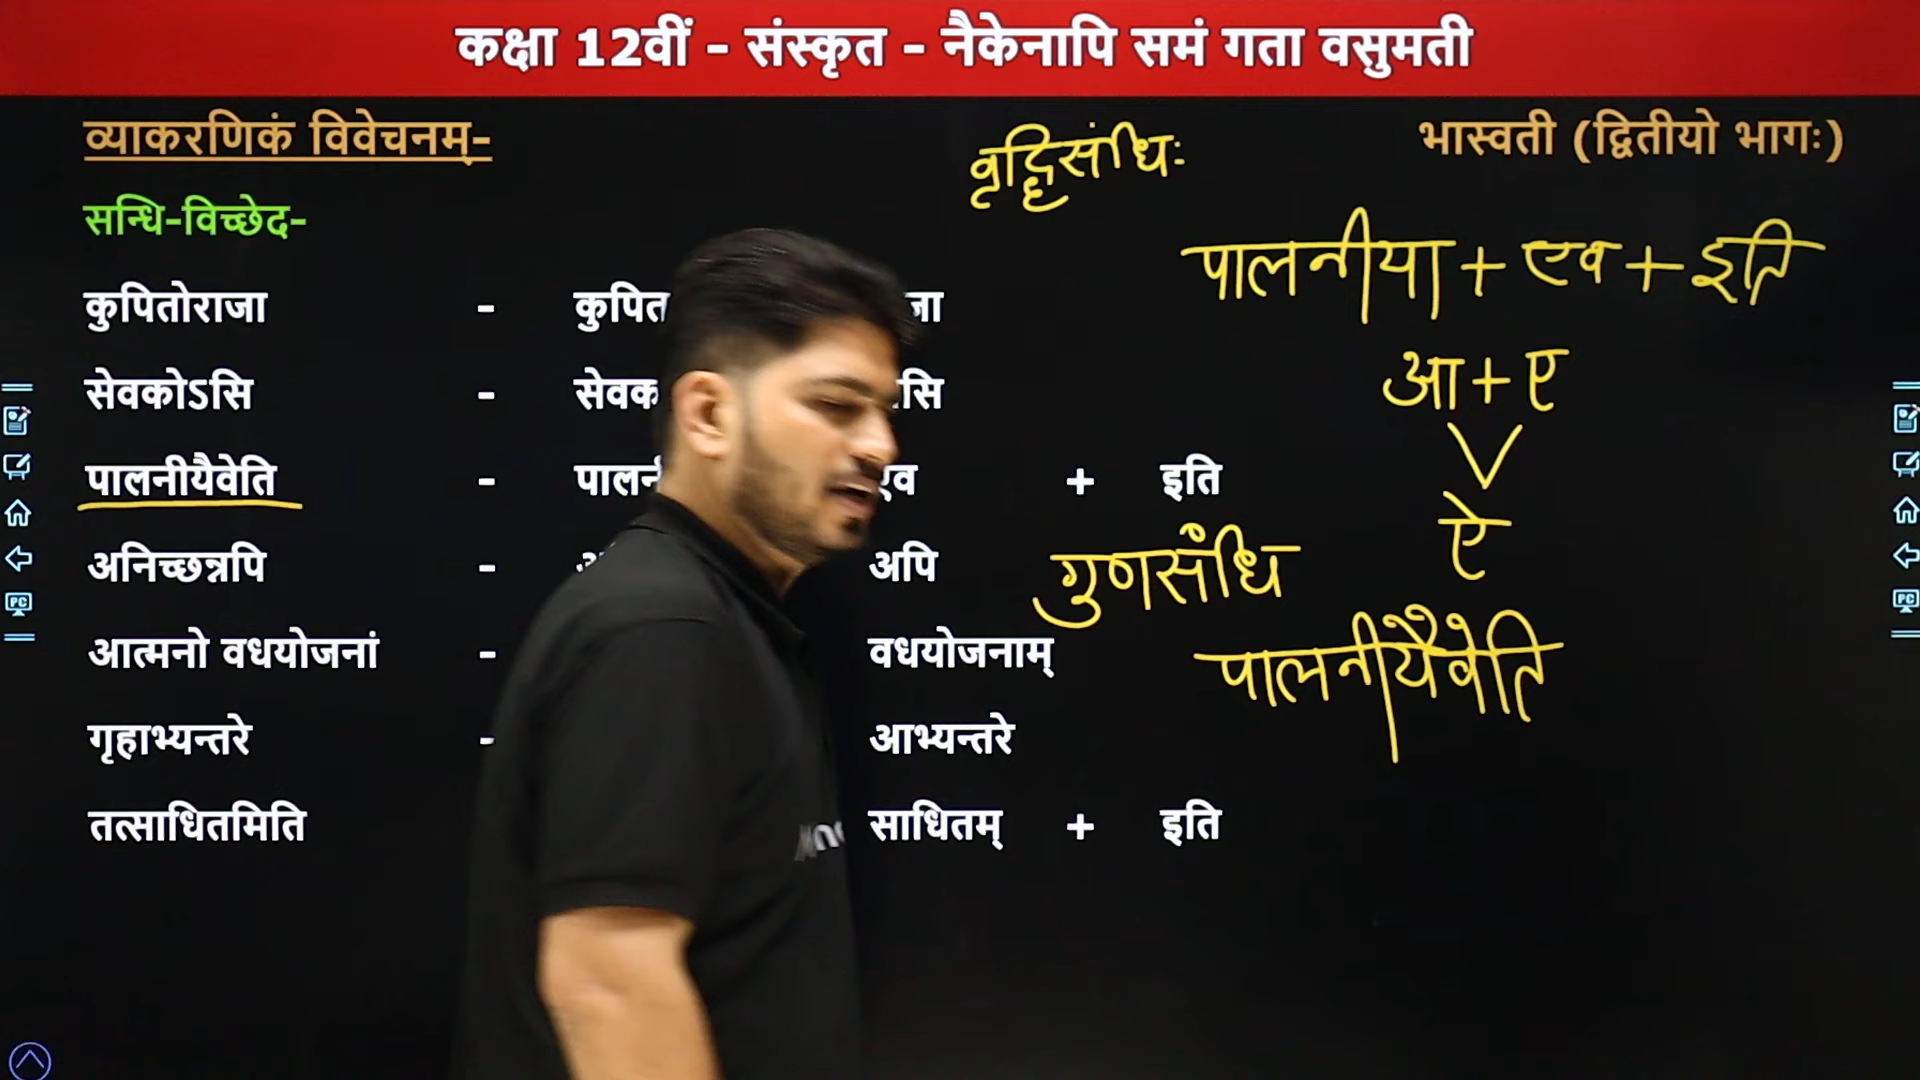 कक्षा 12वीं - संस्कृत - नैकेनापि समं गता वसुमती
व्याकरणिकं विवेचनम्-
वृद्धिसंधिः
भास्वती (द्वितीयो भागः)
सन्धि-विच्छेद-
पालनीया + एव + इति
कुपितोराजा - कुपित
आ + ए
सेवकोऽसि - सेवक
ऐ
पालनीयैवेति - एव + इति
गुणसंधि
अनिच्छन्नपि - अपि
पालनीयैवेति
आत्मनो वधयोजनां - वधयोजनाम्
गृहाभ्यन्तरे - आभ्यन्तरे
तत्साधितमिति साधितम् + इति